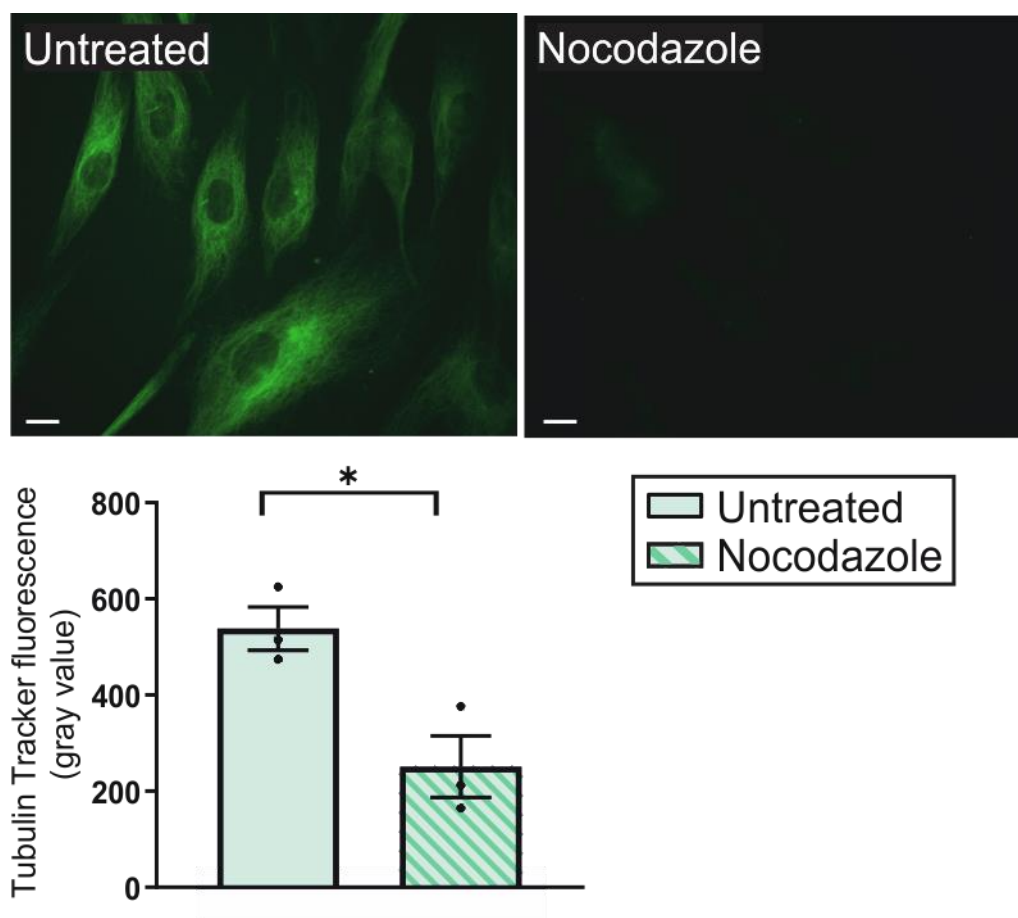 Untreated
Nocodazole
*
Tubulin Tracker fluorescence
(gray value)
800
600
400
200
0
Untreated
Nocodazole